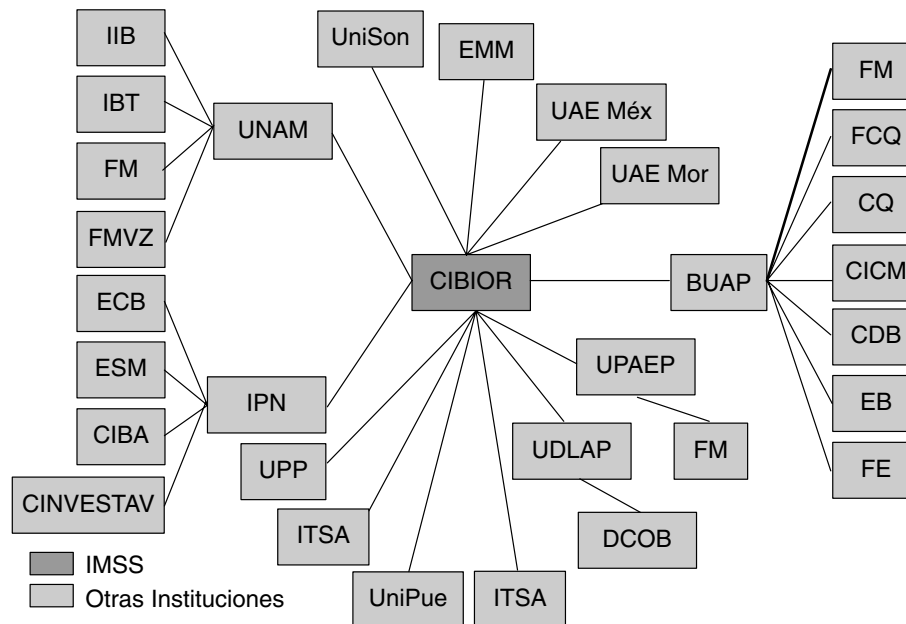 IIB
UniSon
EMM
FM
IBT
UNAM
UAE Méx
FCQ
FM
UAE Mor
CQ
FMVZ
CIBIOR
BUAP
CICM
ECB
CDB
ESM
IPN
UPAEP
EB
CIBA
UPP
UDLAP
FM
FE
CINVESTAV
ITSA
DCOB
IMSS
UniPue
ITSA
Otras Instituciones